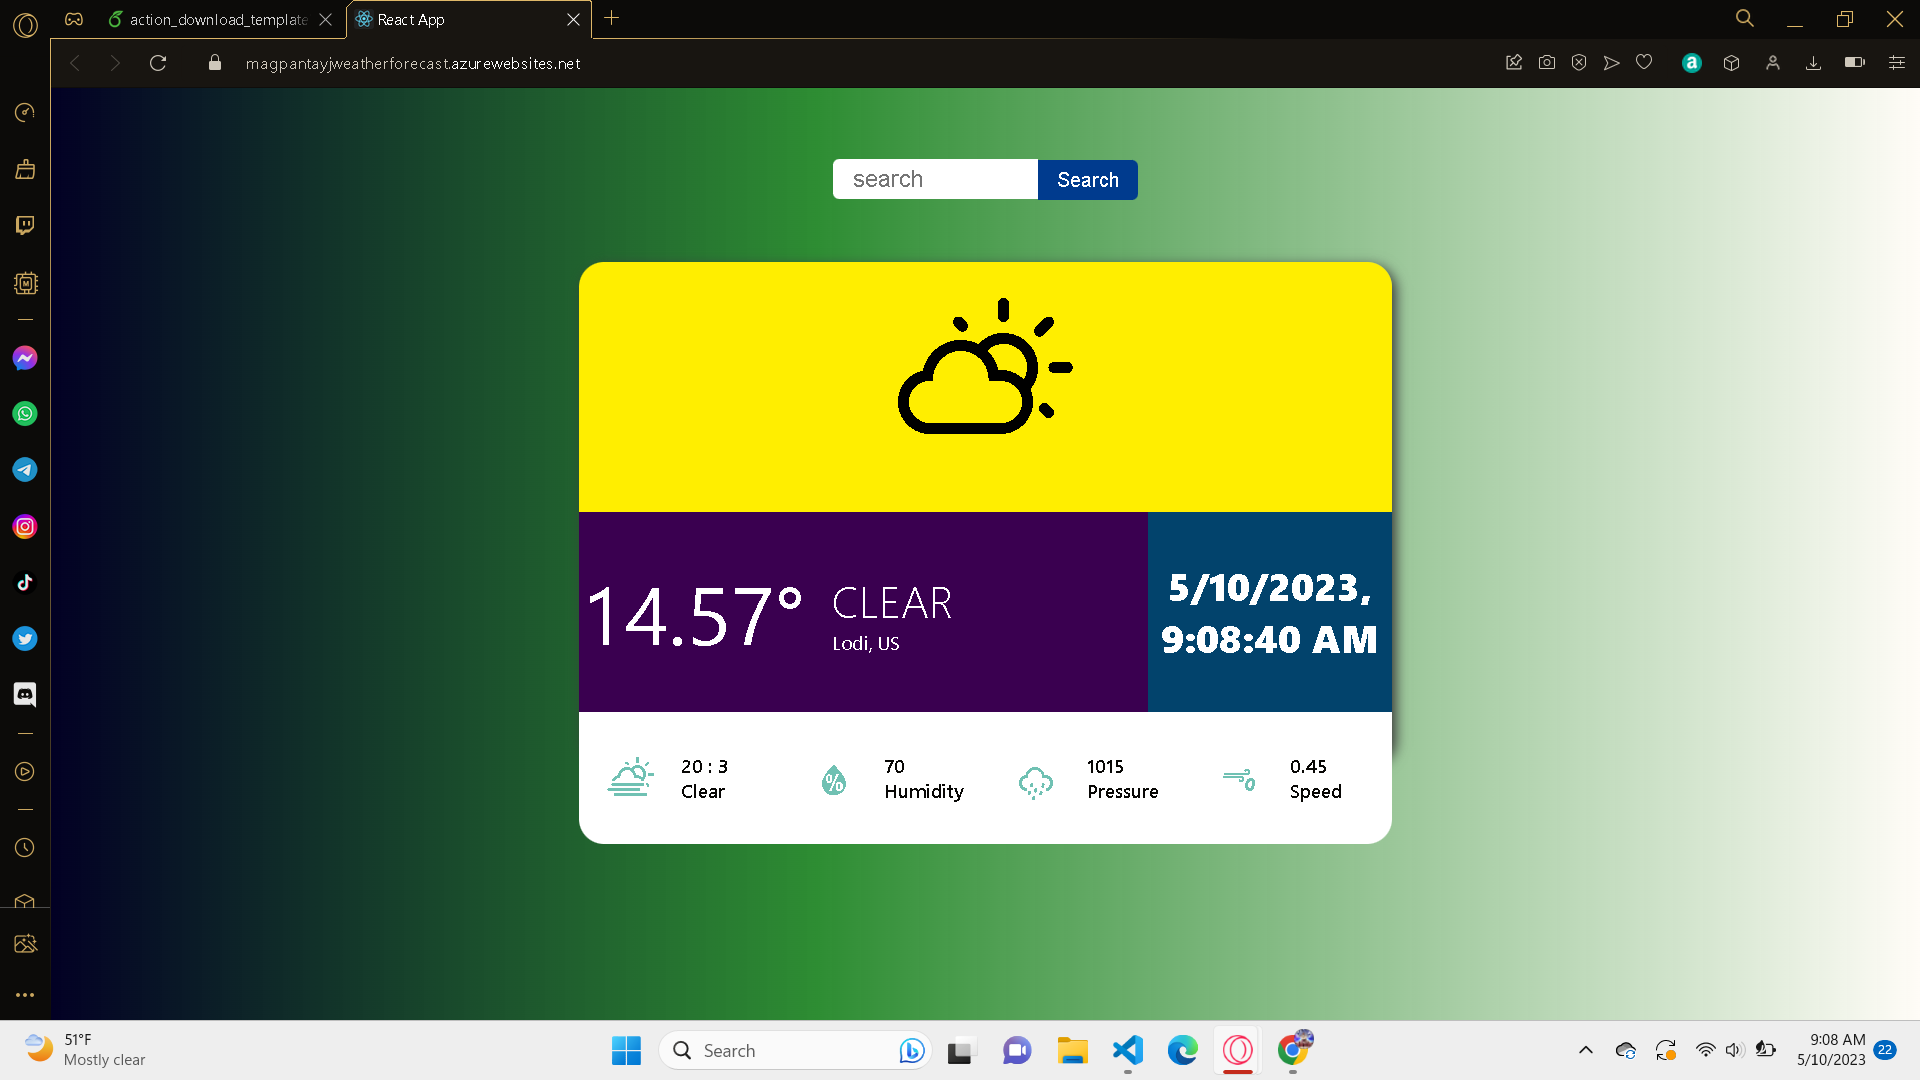 action_download_template
React App
magpantayjweatherforecast.azurewebsites.net
search
Search
14.57°
CLEAR
Lodi, US
5/10/2023,
9:08:40 AM
20 : 3
Clear
%
70
Humidity
1015
Pressure
0.45
Speed
51°F
Mostly clear
Search
9:08 AM
5/10/2023
22